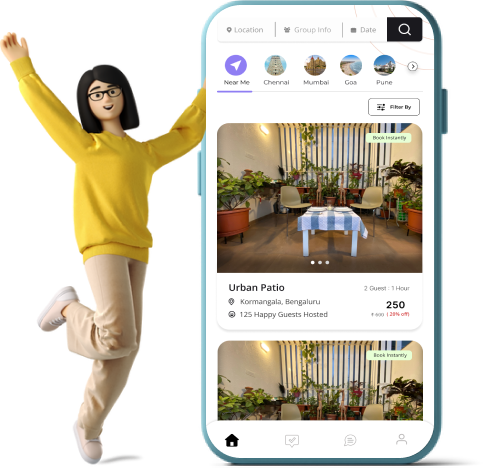 Location Group Info Date
Near Me Chennai Mumbai Goa Pune
Filter By
Book Instantly
Urban Patio 2 Guest : 1 Hour
Kormangala, Bengaluru
250
125 Happy Guests Hosted
(20% off)
Book Instantly